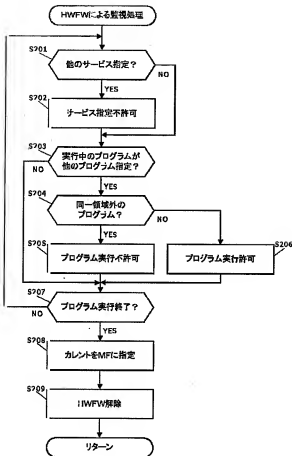 HWFWによる監視処理
S201
他のサービス指定？
NO
YES
S202
サービス指定不許可
S203
実行中のプログラムが
他のプログラム指定？
NO
YES
S204
同一領域外の
プログラム？
NO
YES
S205
プログラム実行不許可
S206
プログラム実行許可
S207
プログラム実行終了？
NO
YES
S208
カレントをMFに指定
S209
HWFW解除
リターン